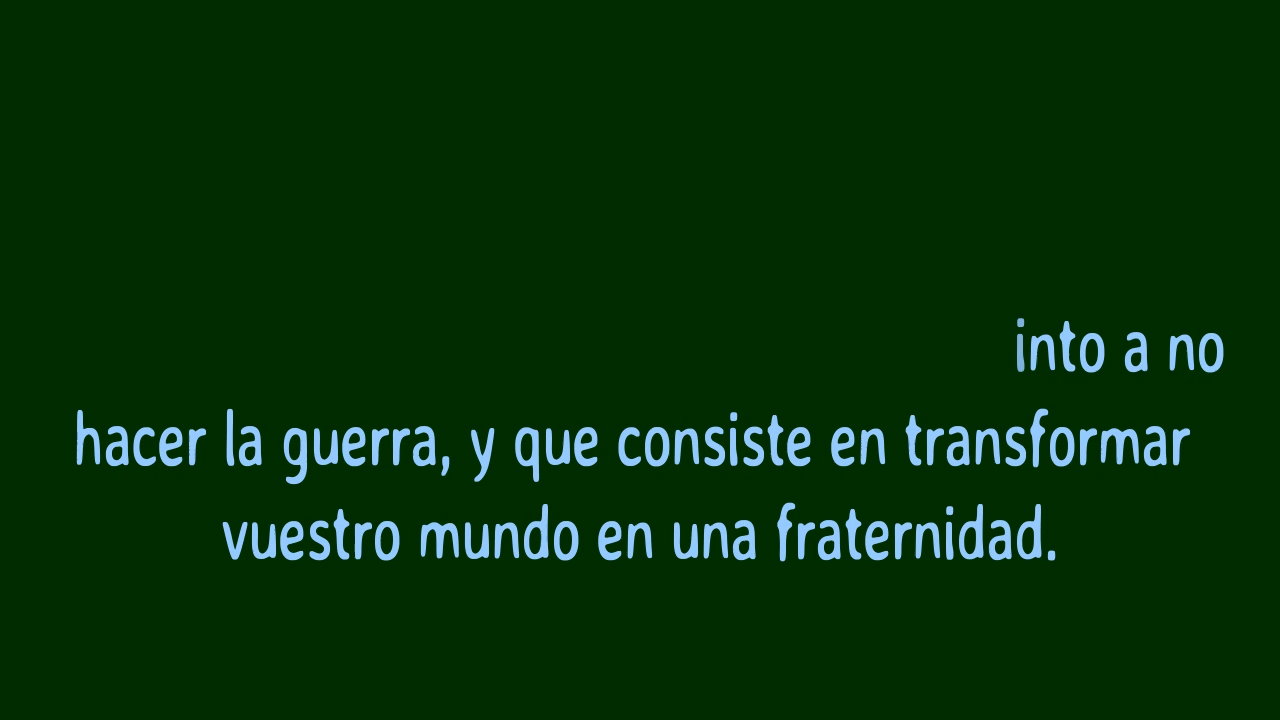 into a no
hacer la guerra, y que consiste en transformar
vuestro mundo en una fraternidad.